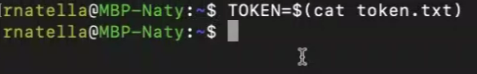 rnatella@MBP-Naty:~$ TOKEN=$(cat token.txt)
rnatella@MBP-Naty:~$